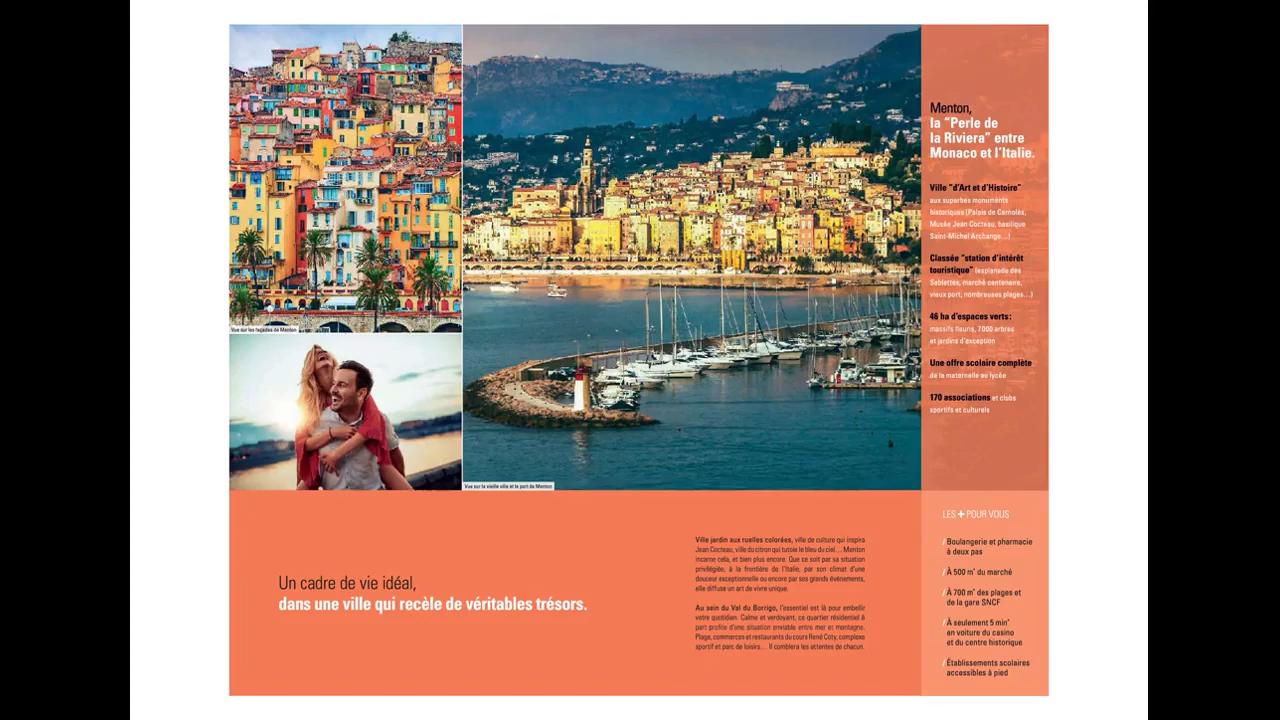 Vue sur les façades de Menton
Vue sur la vieille ville et le port de Menton
Menton,
la "Perle de
la Riviera" entre
Monaco et l'Italie.
Ville "d'Art et d'Histoire"
aux superbes monuments
historiques (Palais de Carnolès,
Musée Jean Cocteau, basilique
Saint-Michel Archange...)
Classée "station d'intérêt
touristique" (esplanade des
Sablettes, marché centenaire,
vieux port, nombreuses plages...)
46 ha d'espaces verts :
massifs fleuris, 7000 arbres
et jardins d'exception
Une offre scolaire complète
de la maternelle au lycée
170 associations et clubs
sportifs et culturels
Un cadre de vie idéal,
dans une ville qui recèle de véritables trésors.
Ville jardin aux ruelles colorées, ville de culture qui inspira
Jean Cocteau, ville du citron qui tutoie le bleu du ciel... Menton
incarne cela, et bien plus encore. Que ce soit par sa situation
privilégiée, à la frontière de l'Italie, par son climat d'une
douceur exceptionnelle ou encore par ses grands événements,
elle diffuse un art de vivre unique.
Au sein du Val du Borrigo, l'essentiel est là pour embellir
votre quotidien. Calme et verdoyant, ce quartier résidentiel à
part profite d'une situation enviable entre mer et montagne.
Plage, commerces et restaurants du cours René Coty, complexe
sportif et parc de loisirs... Il comblera les attentes de chacun.
LES + POUR VOUS
/ Boulangerie et pharmacie
à deux pas
/ À 500 m* du marché
/ À 700 m* des plages et
de la gare SNCF
/ À seulement 5 min*
en voiture du casino
et du centre historique
/ Établissements scolaires
accessibles à pied